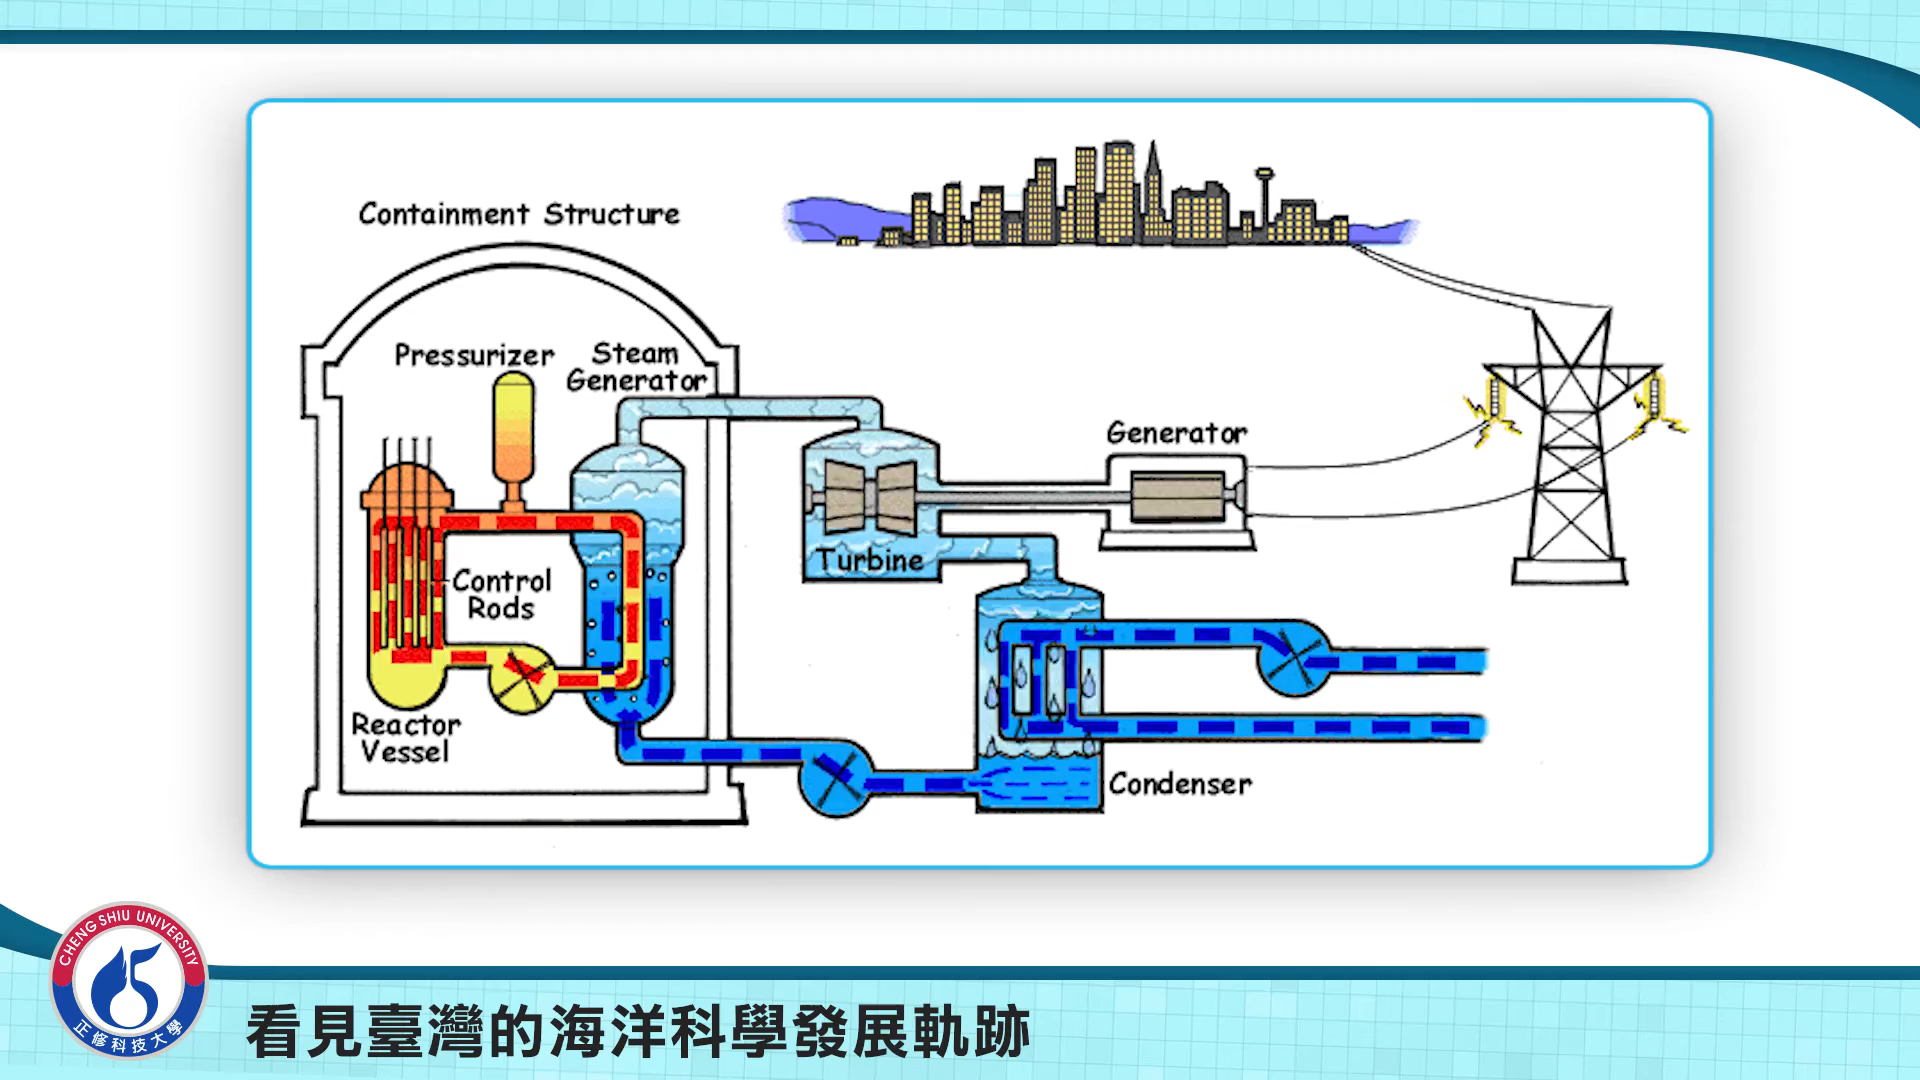 Containment Structure
Pressurizer
Steam
Generator
Control
Rods
Reactor
Vessel
Turbine
Generator
Condenser
CHENG SHIU UNIVERSITY
正修科技大學
看見臺灣的海洋科學發展軌跡